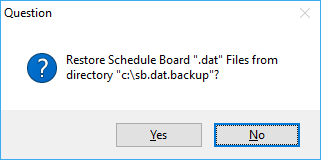 Question
Restore Schedule Board ".dat" Files from
directory "c:\sb.dat.backup"?
Yes
No